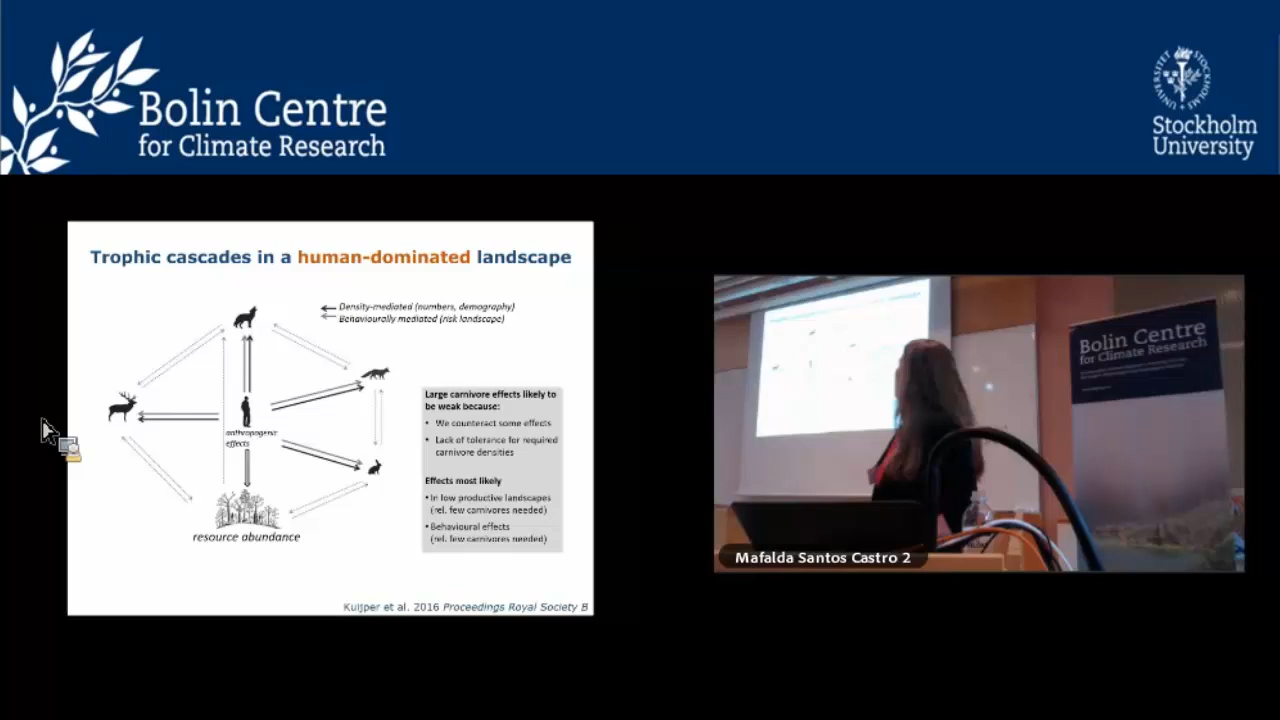 Bolin Centre
for Climate Research
STOCKHOLMS UNIVERSITET
Stockholm
University
Trophic cascades in a human-dominated landscape
Density-mediated (numbers, demography)
Behaviourally mediated (risk landscape)
anthropogenic
effects
resource abundance
Large carnivore effects likely to
be weak because:
• We counteract some effects
• Lack of tolerance for required
carnivore densities
Effects most likely
• In low productive landscapes
(rel. few carnivores needed)
• Behavioural effects
(rel. few carnivores needed)
Kuijper et al. 2016 Proceedings Royal Society B
Bolin Centre
for Climate Research
Mafalda Santos Castro 2